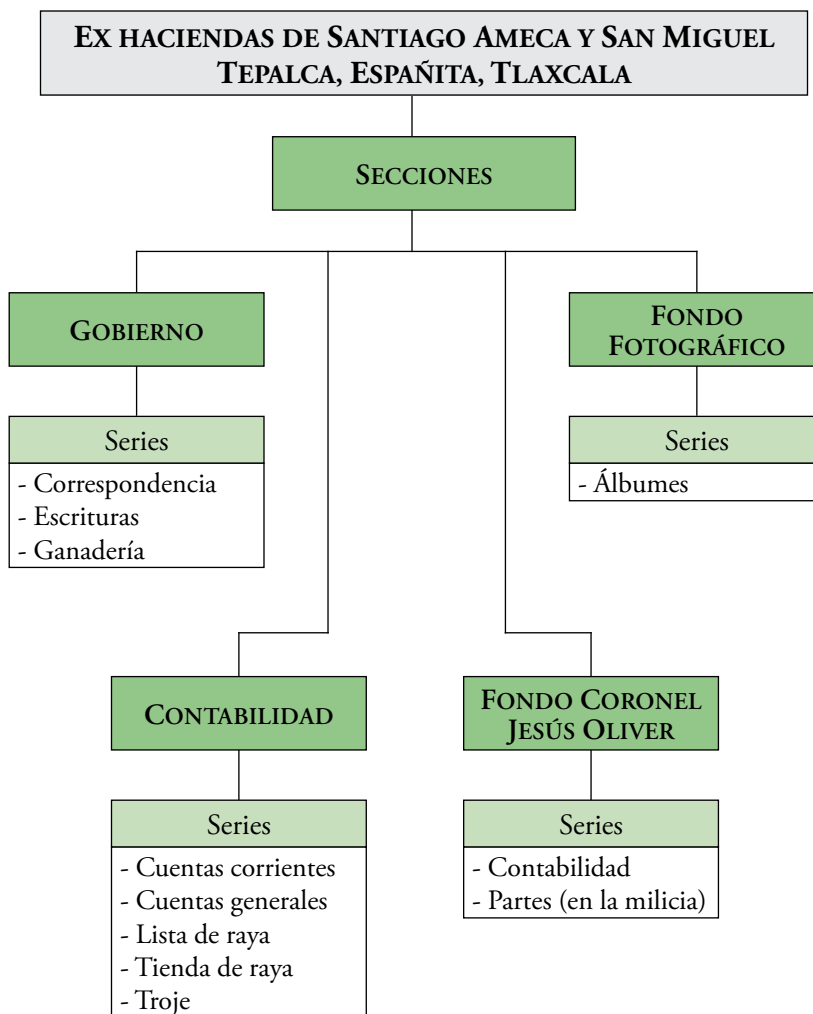 EX HACIENDAS DE SANTIAGO AMECA Y SAN MIGUEL
TEPALCA, ESPAÑITA, TLAXCALA
SECCIONES
GOBIERNO
Series
- Correspondencia
- Escrituras
- Ganadería
FONDO
FOTOGRÁFICO
Series
- Álbumes
CONTABILIDAD
Series
- Cuentas corrientes
- Cuentas generales
- Lista de raya
- Tienda de raya
- Troje
FONDO CORONEL
JESÚS OLIVER
Series
- Contabilidad
- Partes (en la milicia)